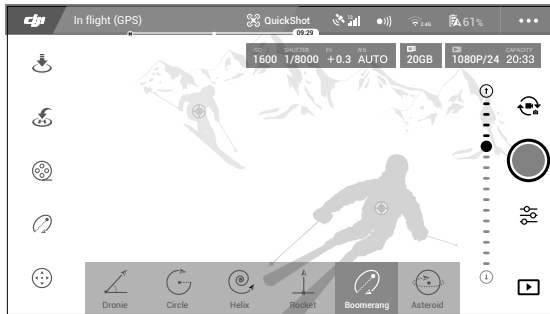 dji In flight (GPS) QuickShot 2.4G 61%
H 09:29
ISO SHUTTER EV WB CAPACITY
1600 1/8000 +0.3 AUTO 20GB 1080P/24 20:33
Dronie Circle Helix Rocket Boomerang Asteroid